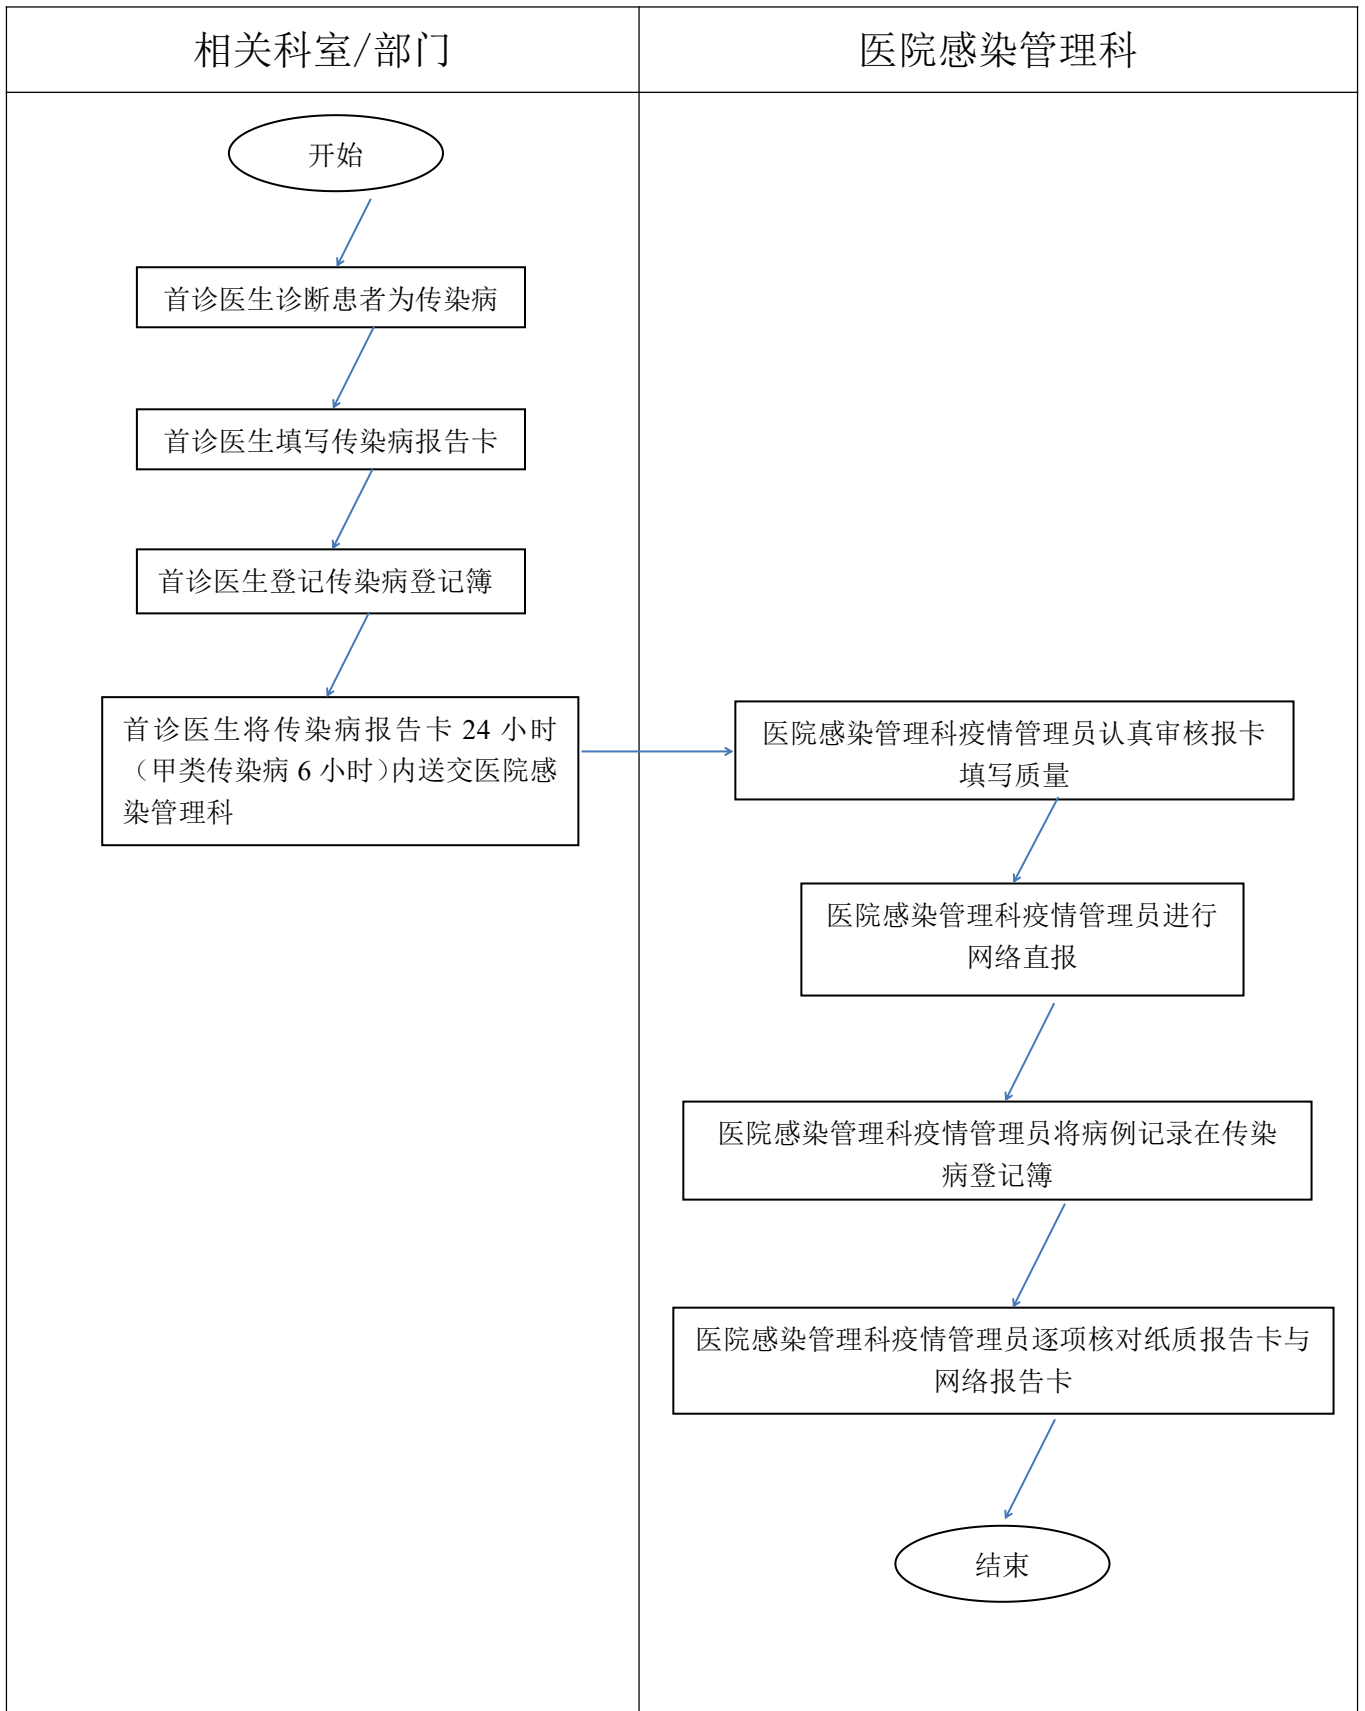 相关科室/部门
医院感染管理科
开始
首诊医生诊断患者为传染病
首诊医生填写传染病报告卡
首诊医生登记传染病登记簿
首诊医生将传染病报告卡 24 小时
（甲类传染病 6 小时）内送交医院感
染管理科
医院感染管理科疫情管理员认真审核报卡
填写质量
医院感染管理科疫情管理员进行
网络直报
医院感染管理科疫情管理员将病例记录在传染
病登记簿
医院感染管理科疫情管理员逐项核对纸质报告卡与
网络报告卡
结束